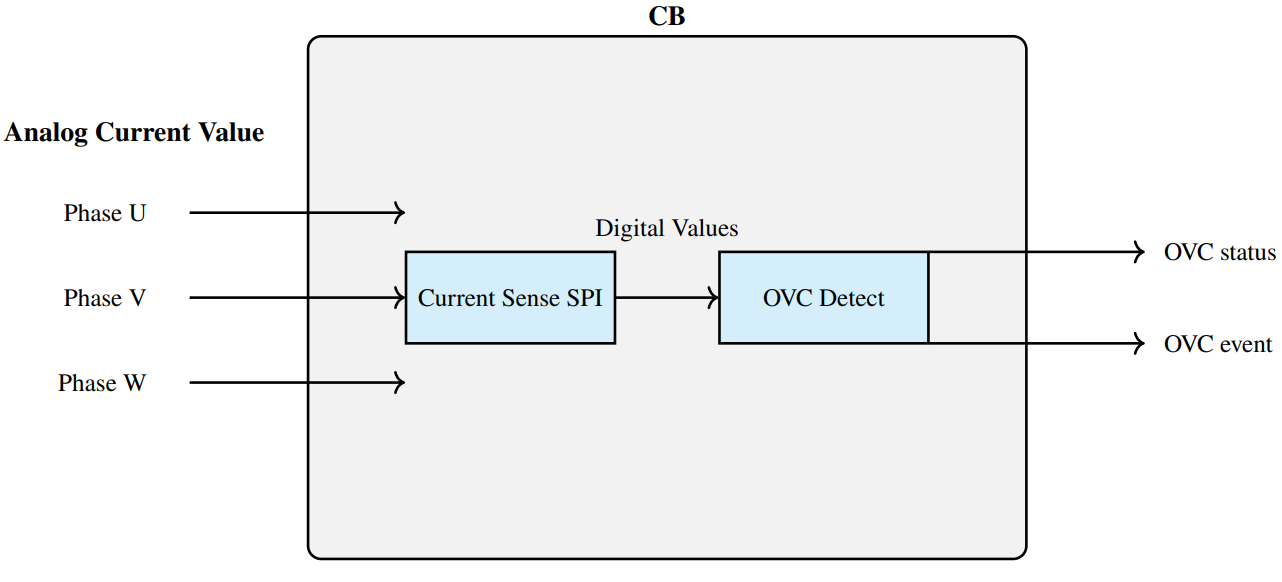 CB
Analog Current Value
Phase U
Phase V
Phase W
Digital Values
Current Sense SPI
OVC Detect
OVC status
OVC event